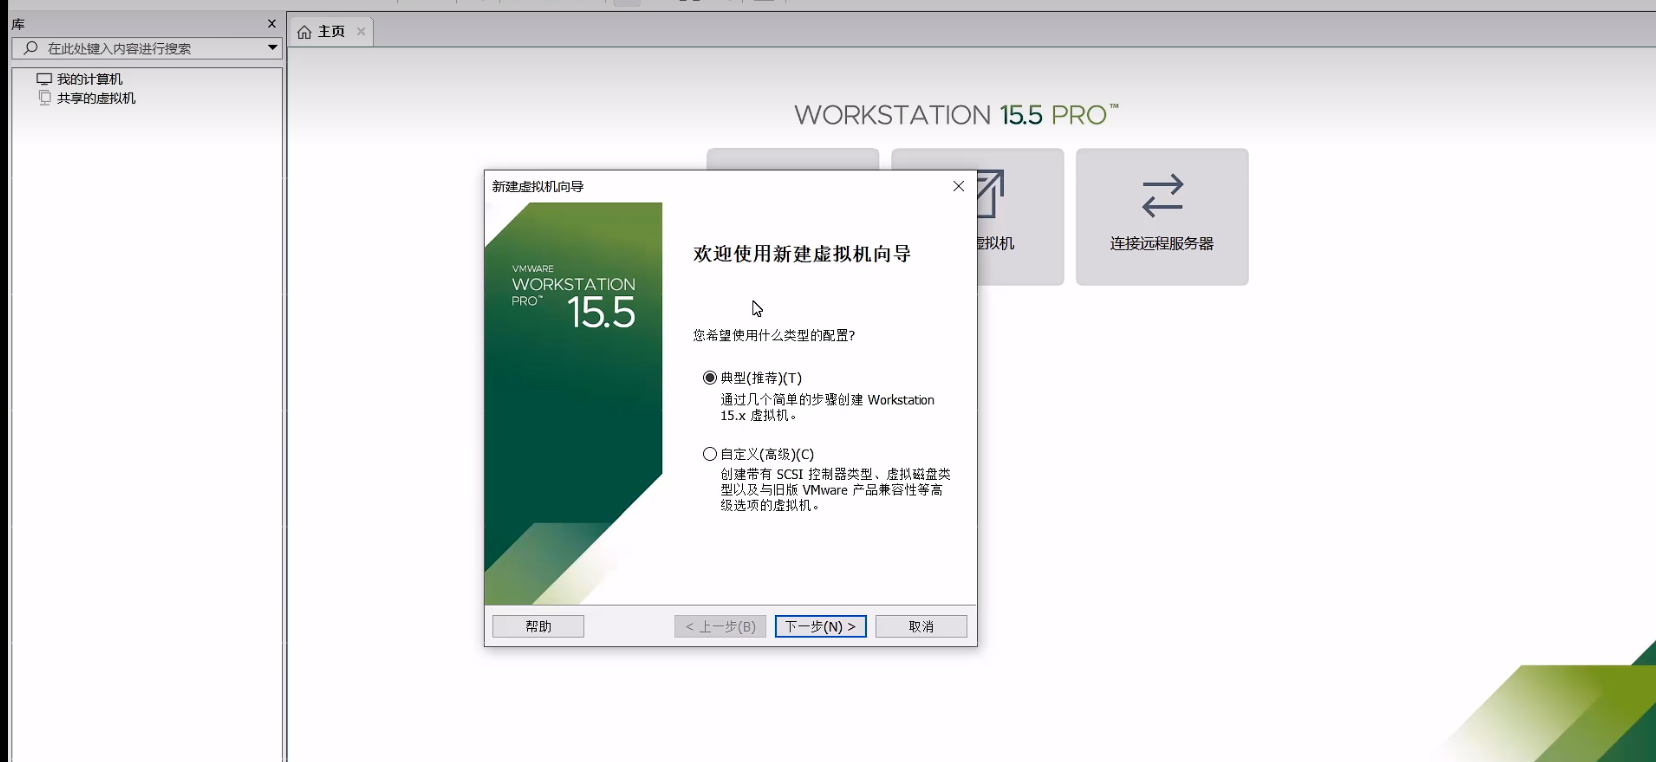 库
主页
在此处键入内容进行搜索
我的计算机
共享的虚拟机
WORKSTATION 15.5 PRO™
连接远程服务器
新建虚拟机向导
VMWARE
WORKSTATION
PRO™ 15.5
欢迎使用新建虚拟机向导
您希望使用什么类型的配置?
典型(推荐)(T)
通过几个简单的步骤创建 Workstation
15.x 虚拟机。
自定义(高级)(C)
创建带有 SCSI 控制器类型、虚拟磁盘类
型以及与旧版 VMware 产品兼容性等高
级选项的虚拟机。
帮助
< 上一步(B)
下一步(N) >
取消